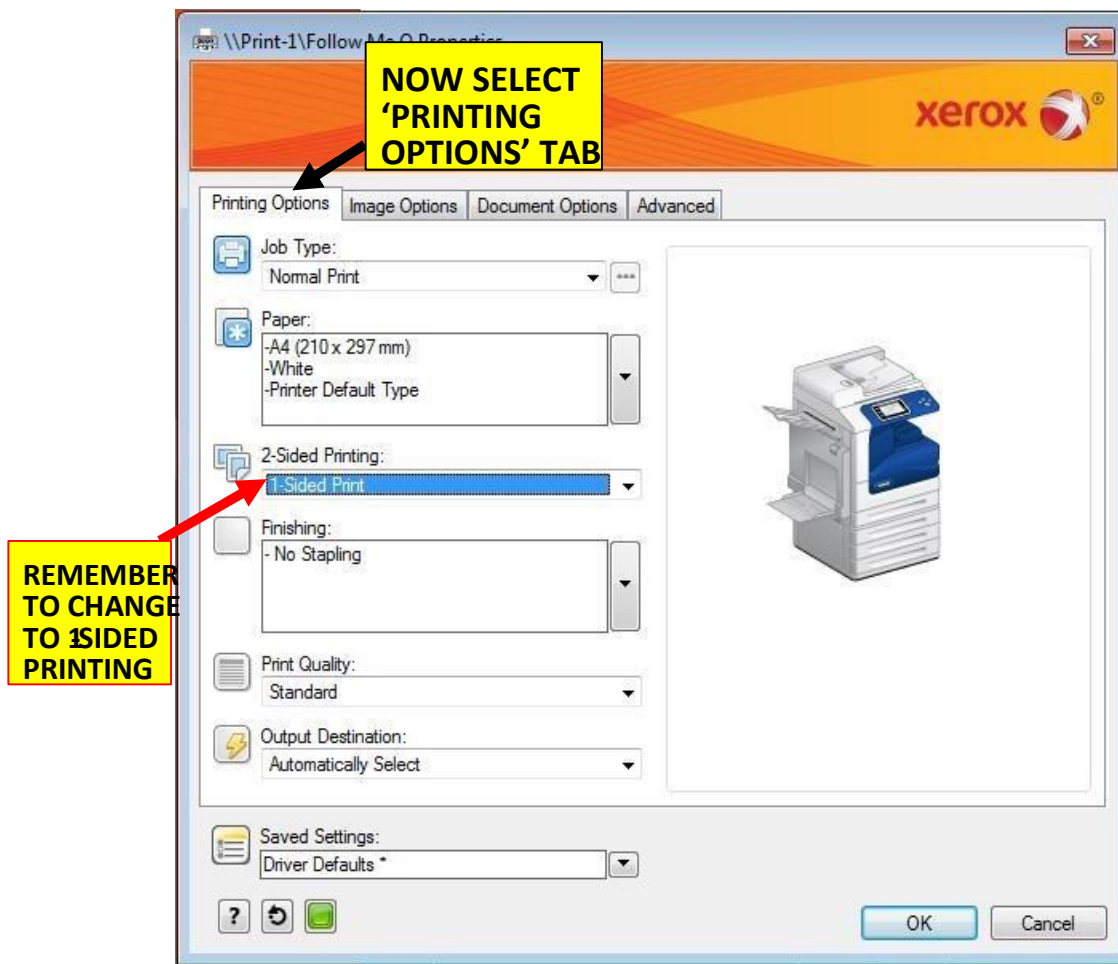 \\Print-1\Follow Me Q Properties
NOW SELECT
‘PRINTING
OPTIONS’ TAB
xerox ®
Printing Options Image Options Document Options Advanced
Job Type:
Normal Print
Paper:
-A4 (210 x 297 mm)
-White
-Printer Default Type
2-Sided Printing:
1-Sided Print
Finishing:
- No Stapling
REMEMBER
TO CHANGE
TO 1-SIDED
PRINTING
Print Quality:
Standard
Output Destination:
Automatically Select
Saved Settings:
Driver Defaults *
?
OK Cancel